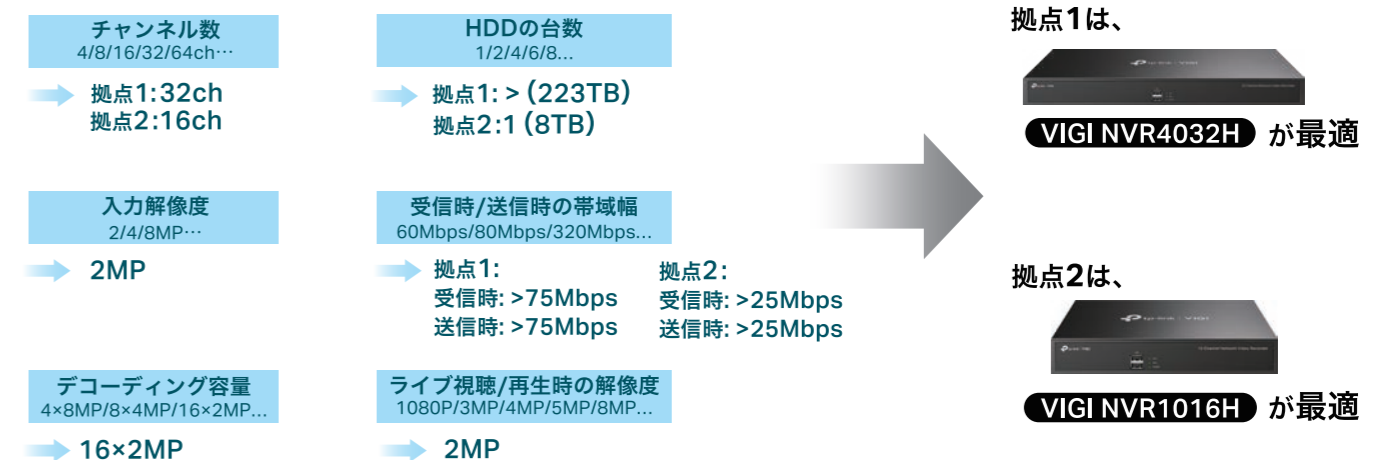 チャンネル数
4/8/16/32/64ch…
拠点1:32ch
拠点2:16ch
HDDの台数
1/2/4/6/8...
拠点1: > (223TB)
拠点2:1 (8TB)
入力解像度
2/4/8MP…
2MP
受信時/送信時の帯域幅
60Mbps/80Mbps/320Mbps...
拠点1:
受信時: >75Mbps
送信時: >75Mbps
拠点2:
受信時: >25Mbps
送信時: >25Mbps
デコーディング容量
4×8MP/8×4MP/16×2MP...
16×2MP
ライブ視聴/再生時の解像度
1080P/3MP/4MP/5MP/8MP...
2MP
拠点1は、
VIGI NVR4032H が最適
拠点2は、
tp-link | VIGI
VIGI NVR1016H が最適